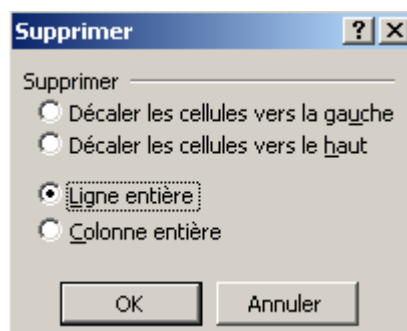 Supprimer
Supprimer
Décaler les cellules vers la gauche
Décaler les cellules vers le haut
Ligne entière
Colonne entière
OK Annuler